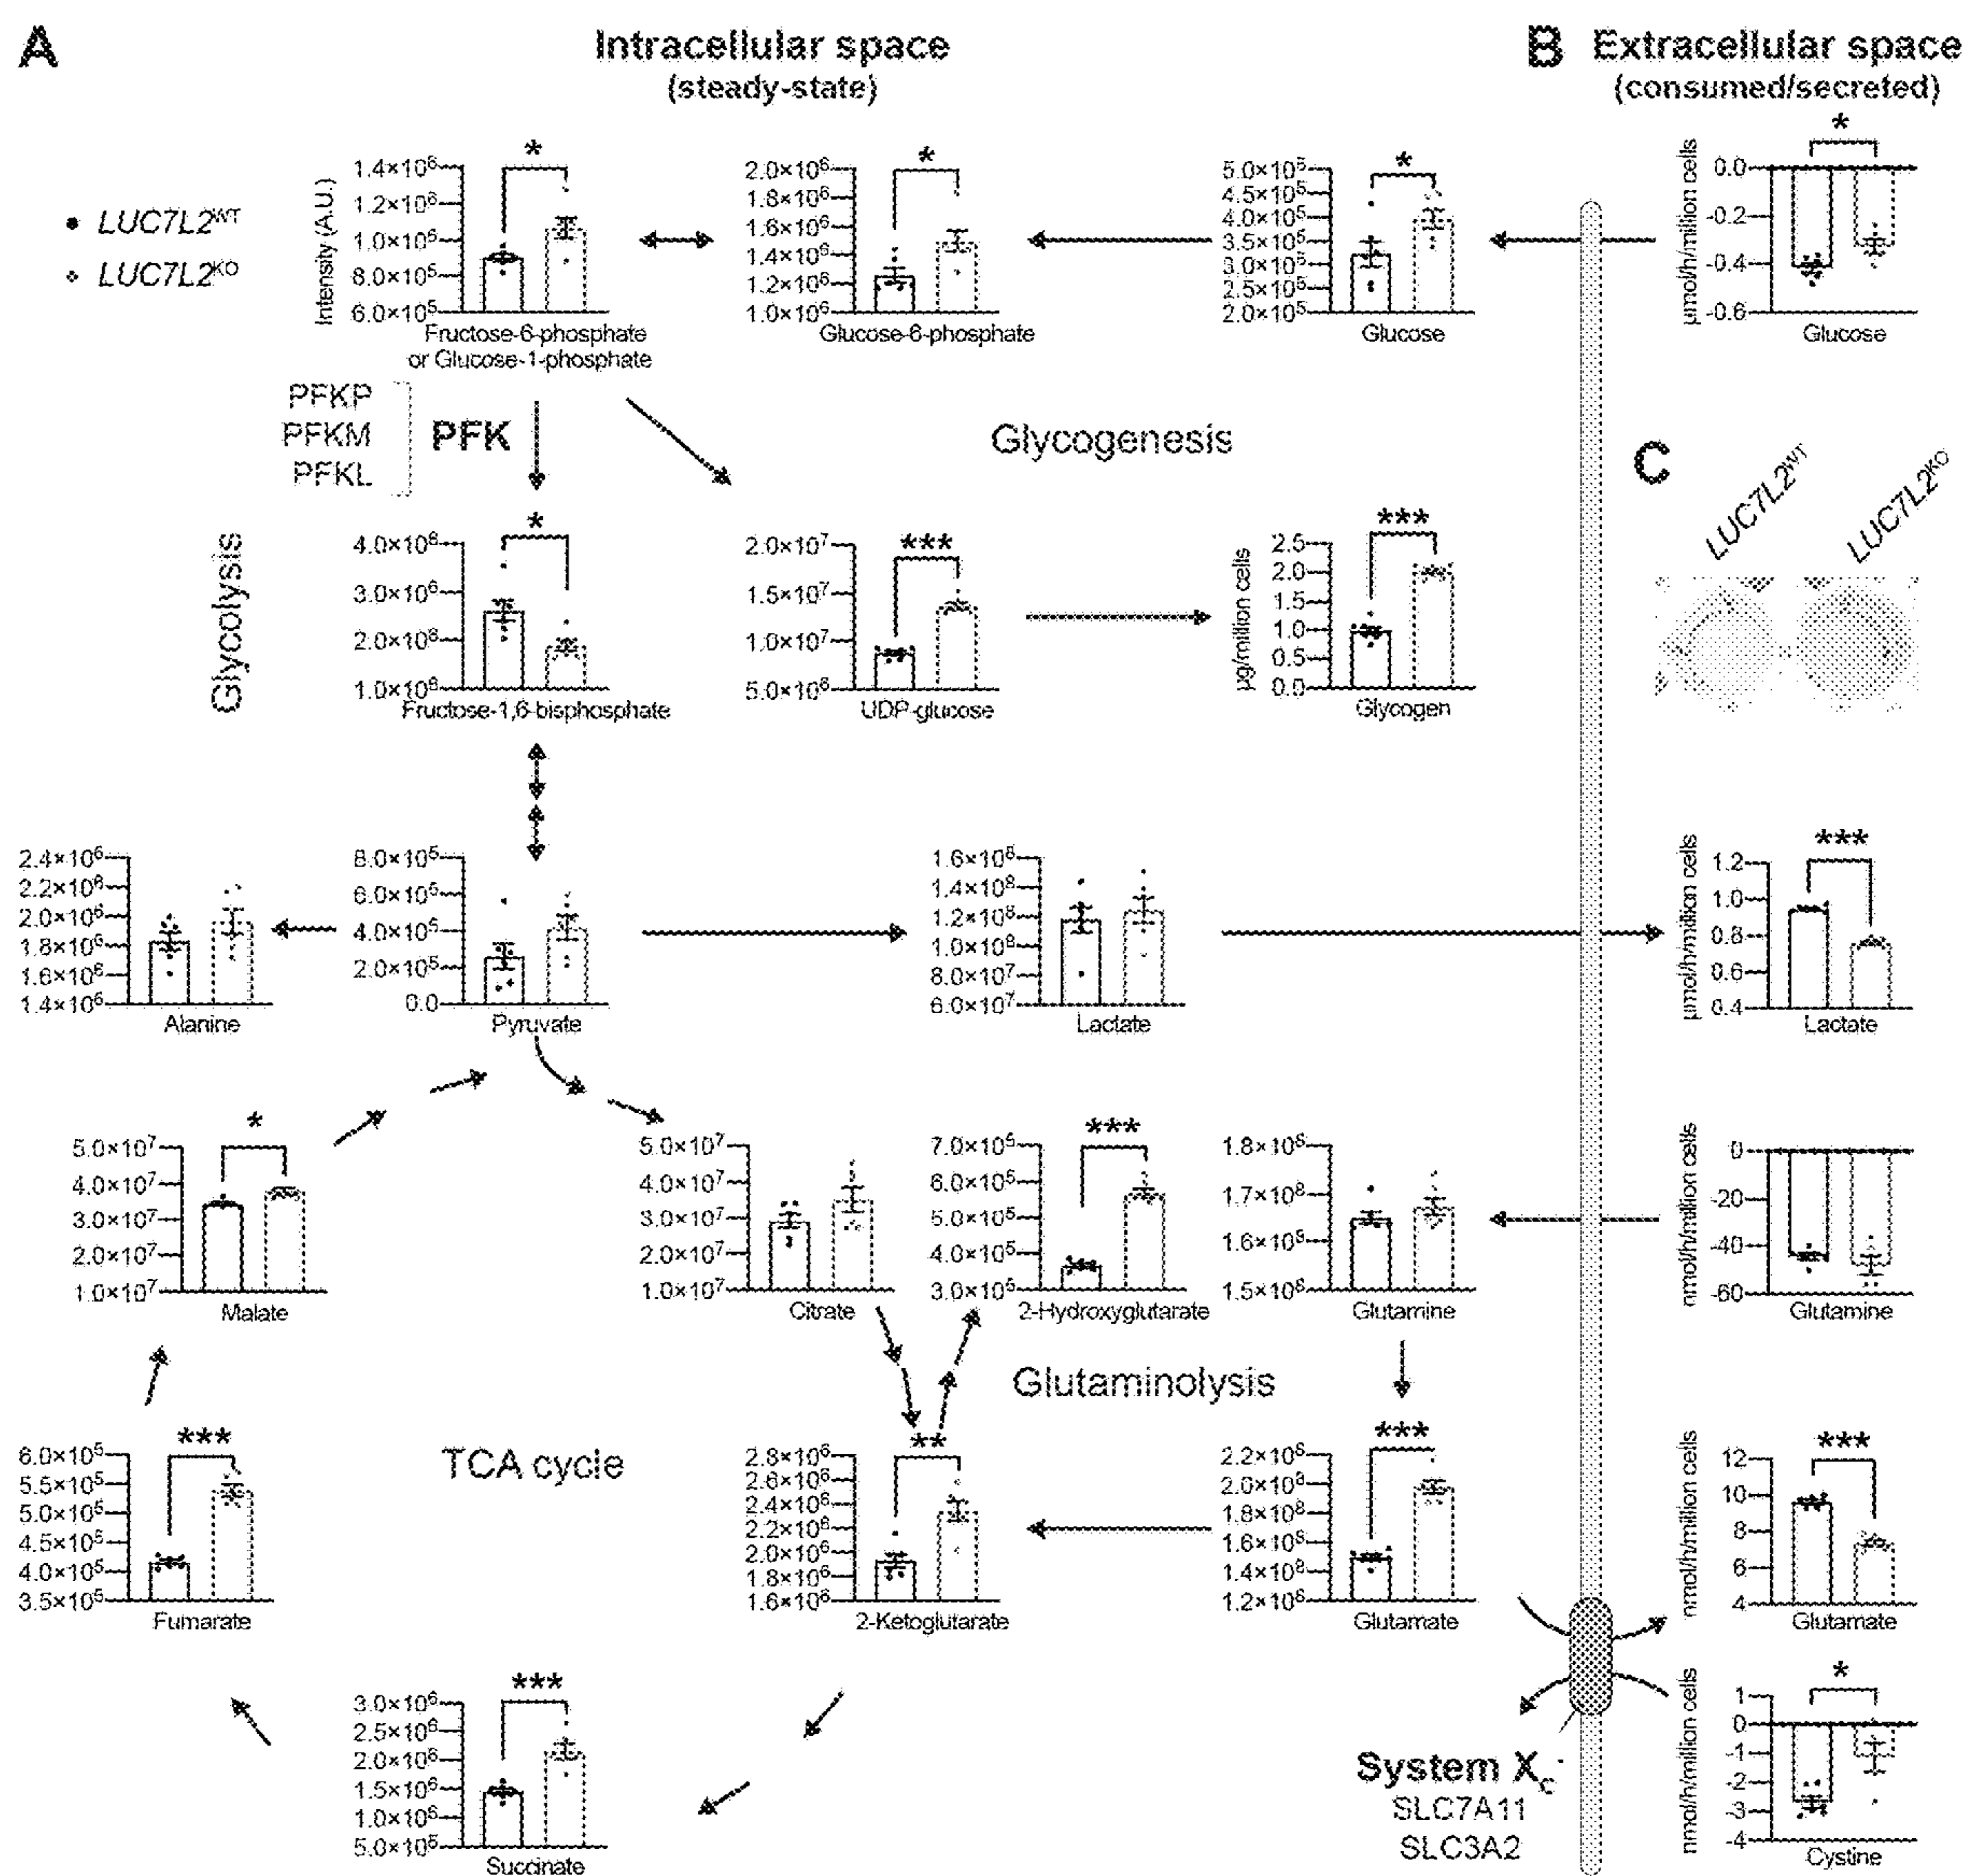 A
Intracellular space
(steady-state)
B
Extracellular space
(consumed/secreted)
LUC7L2WT
LUC7L2KO
Intensity (A.U.)
*
1.4×10⁶
1.2×10⁶
1.0×10⁶
8.0×10⁵
6.0×10⁵
Fructose-6-phosphate
or Glucose-1-phosphate
*
2.0×10⁶
1.8×10⁶
1.6×10⁶
1.4×10⁶
1.2×10⁶
1.0×10⁶
Glucose-6-phosphate
*
5.0×10⁵
4.5×10⁵
4.0×10⁵
3.5×10⁵
3.0×10⁵
2.5×10⁵
2.0×10⁵
Glucose
*
µmol/h/million cells
0.0
-0.2
-0.4
-0.6
Glucose
PFKP
PFKM
PFKL
PFK
Glycogenesis
C
LUC7L2WT
LUC7L2KO
Glycolysis
*
4.0×10⁶
3.0×10⁶
2.0×10⁶
1.0×10⁶
Fructose-1,6-bisphosphate
***
2.0×10⁷
1.5×10⁷
1.0×10⁷
5.0×10⁶
UDP-glucose
***
µg/million cells
2.5
2.0
1.5
1.0
0.5
0.0
Glycogen
2.4×10⁶
2.2×10⁶
2.0×10⁶
1.8×10⁶
1.6×10⁶
1.4×10⁶
Alanine
8.0×10⁵
6.0×10⁵
4.0×10⁵
2.0×10⁵
0.0
Pyruvate
1.6×10⁸
1.4×10⁸
1.2×10⁸
1.0×10⁸
8.0×10⁷
6.0×10⁷
Lactate
***
µmol/h/million cells
1.2
1.0
0.8
0.6
0.4
Lactate
*
5.0×10⁷
4.0×10⁷
3.0×10⁷
2.0×10⁷
1.0×10⁷
Malate
5.0×10⁷
4.0×10⁷
3.0×10⁷
2.0×10⁷
1.0×10⁷
Citrate
***
7.0×10⁵
6.0×10⁵
5.0×10⁵
4.0×10⁵
3.0×10⁵
2-Hydroxyglutarate
1.8×10⁸
1.7×10⁸
1.6×10⁸
1.5×10⁸
Glutamine
nmol/h/million cells
0
-20
-40
-60
Glutamine
Glutaminolysis
TCA cycle
***
6.0×10⁵
5.5×10⁵
5.0×10⁵
4.5×10⁵
4.0×10⁵
3.5×10⁵
Fumarate
**
2.8×10⁶
2.6×10⁶
2.4×10⁶
2.2×10⁶
2.0×10⁶
1.8×10⁶
1.6×10⁶
2-Ketoglutarate
***
2.2×10⁸
2.0×10⁸
1.8×10⁸
1.6×10⁸
1.4×10⁸
1.2×10⁸
Glutamate
***
nmol/h/million cells
12
10
8
6
4
Glutamate
***
3.0×10⁶
2.5×10⁶
2.0×10⁶
1.5×10⁶
1.0×10⁶
5.0×10⁵
Succinate
System Xc-
SLC7A11
SLC3A2
*
nmol/h/million cells
1
0
-1
-2
-3
-4
Cystine